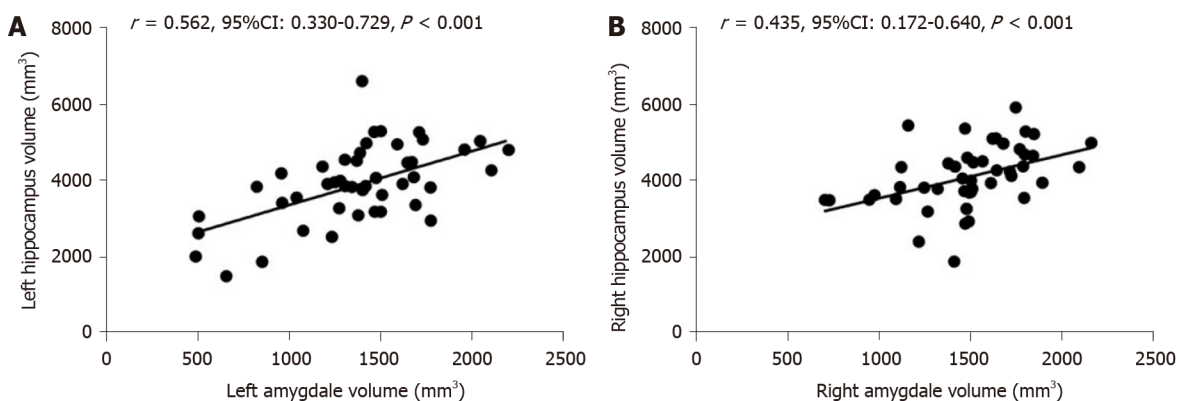 A
r = 0.562, 95%CI: 0.330-0.729, P < 0.001
8000
6000
4000
2000
0
Left hippocampus volume (mm³)
0 500 1000 1500 2000 2500
Left amygdale volume (mm³)
B
r = 0.435, 95%CI: 0.172-0.640, P < 0.001
8000
6000
4000
2000
0
Right hippocampus volume (mm³)
0 500 1000 1500 2000 2500
Right amygdale volume (mm³)